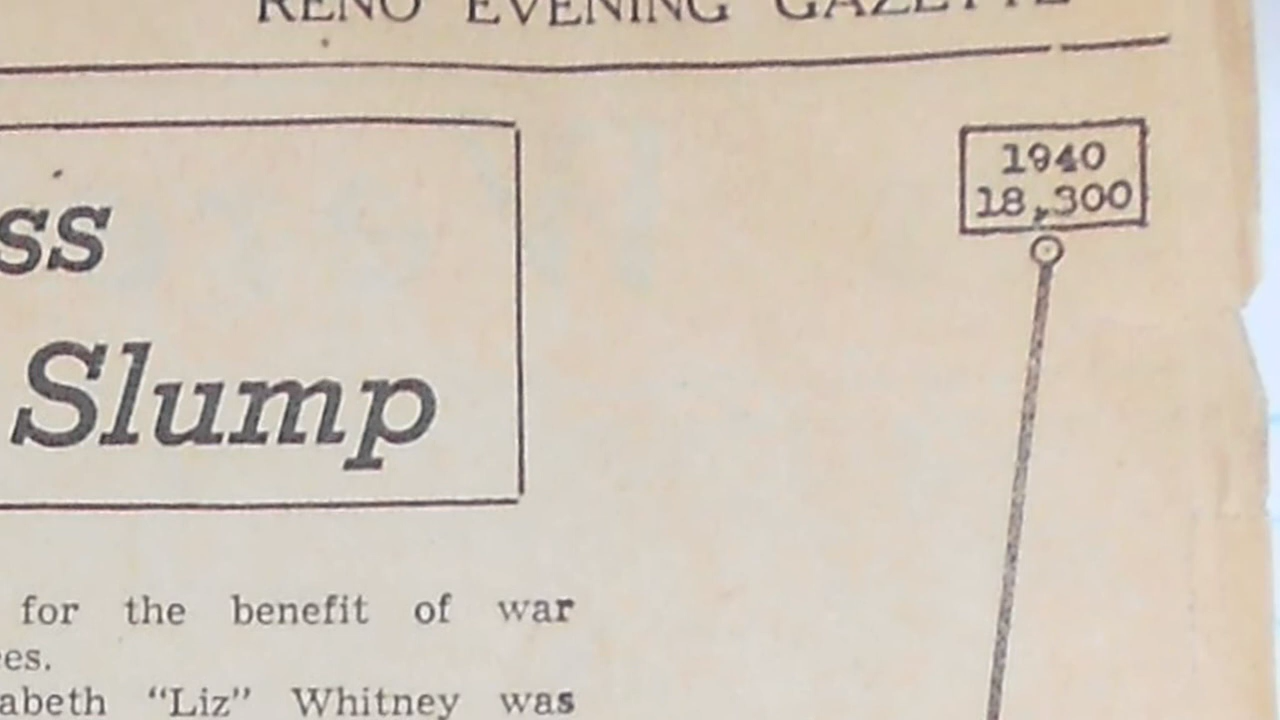 RENO EVENING GAZETTE
ss
Slump
1940
18,300
for the benefit of war
es.
abeth “Liz” Whitney was